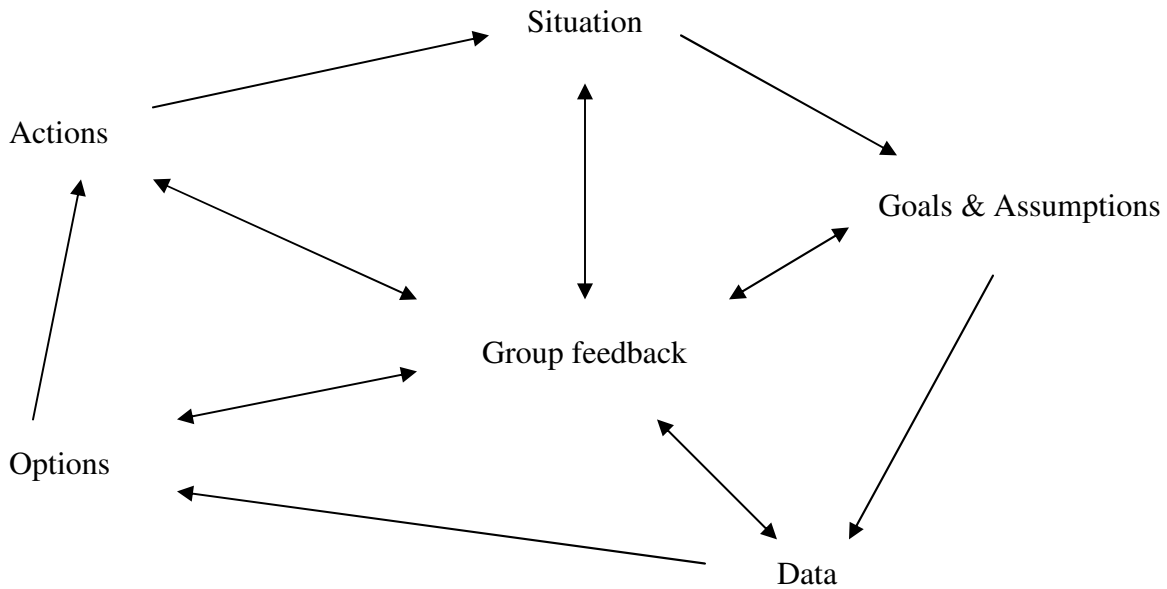 Situation
Actions
Goals & Assumptions
Group feedback
Options
Data